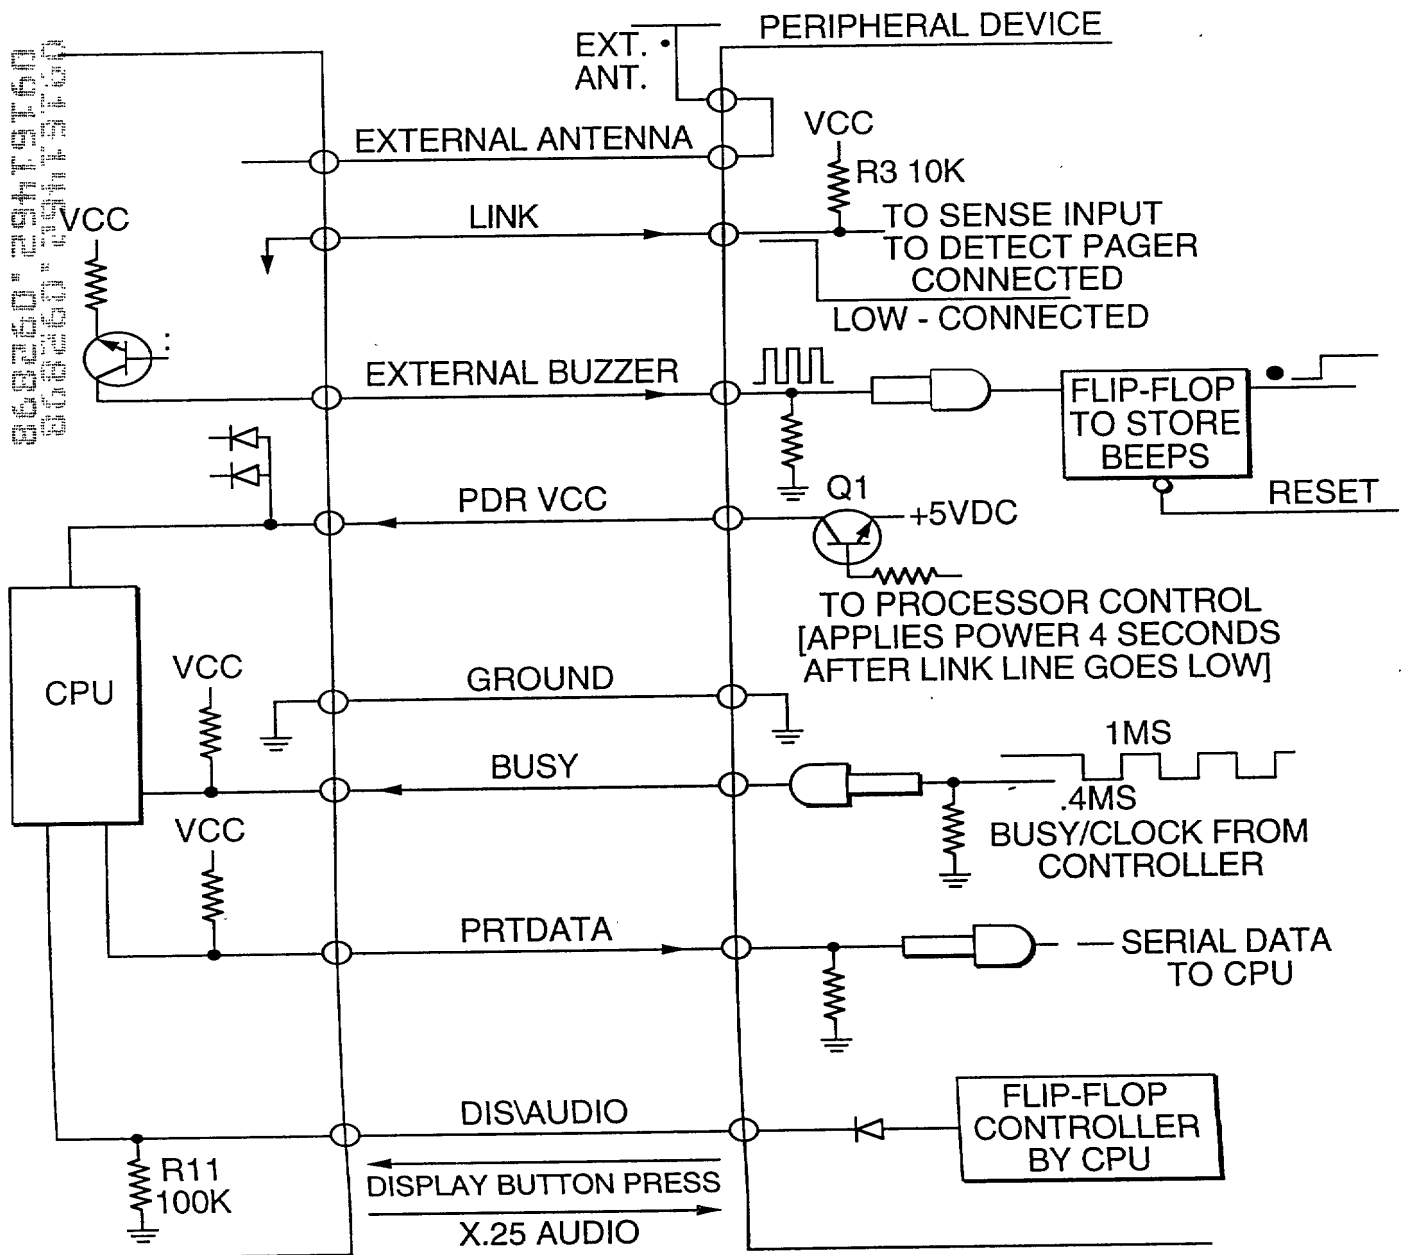 PERIPHERAL DEVICE
EXT.
ANT.
EXTERNAL ANTENNA
VCC
R3 10K
VCC
LINK
TO SENSE INPUT
TO DETECT PAGER
CONNECTED
LOW - CONNECTED
EXTERNAL BUZZER
FLIP-FLOP
TO STORE
BEEPS
RESET
PDR VCC
Q1
+5VDC
TO PROCESSOR CONTROL
[APPLIES POWER 4 SECONDS
AFTER LINK LINE GOES LOW]
CPU
VCC
GROUND
BUSY
1MS
.4MS
BUSY/CLOCK FROM
CONTROLLER
VCC
PRTDATA
SERIAL DATA
TO CPU
DIS\AUDIO
FLIP-FLOP
CONTROLLER
BY CPU
R11
100K
DISPLAY BUTTON PRESS
X.25 AUDIO